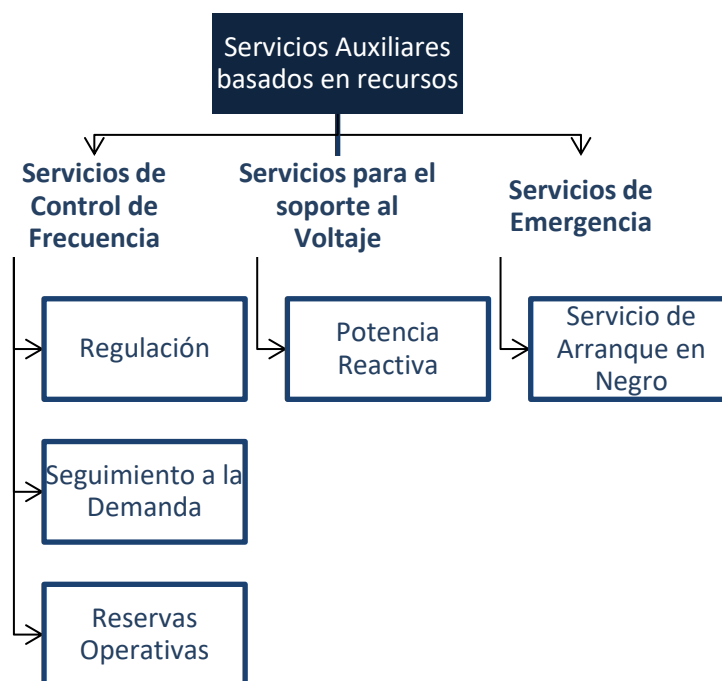 Servicios Auxiliares
basados en recursos
Servicios de
Control de
Frecuencia
Servicios para el
soporte al
Voltaje
Servicios de
Emergencia
Regulación
Potencia
Reactiva
Servicio de
Arranque en
Negro
Seguimiento a la
Demanda
Reservas
Operativas